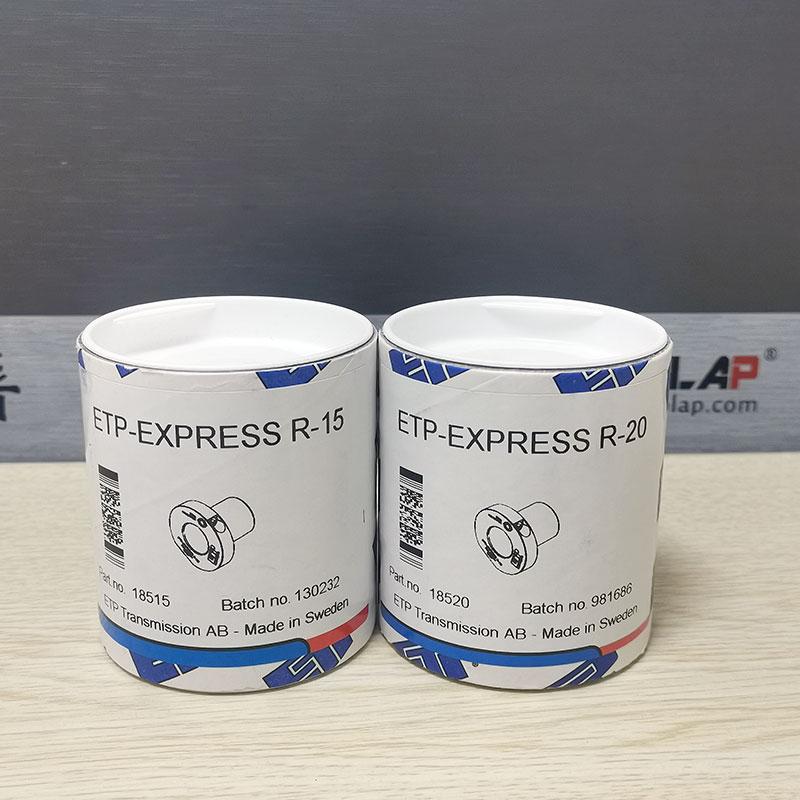 ETP-EXPRESS R-15
Part.no. 18515
Batch no. 130232
ETP Transmission AB - Made in Sweden
ETP-EXPRESS R-20
Part.no. 18520
Batch no. 981686
ETP Transmission AB - Made in Sweden
LAP®
olap.com